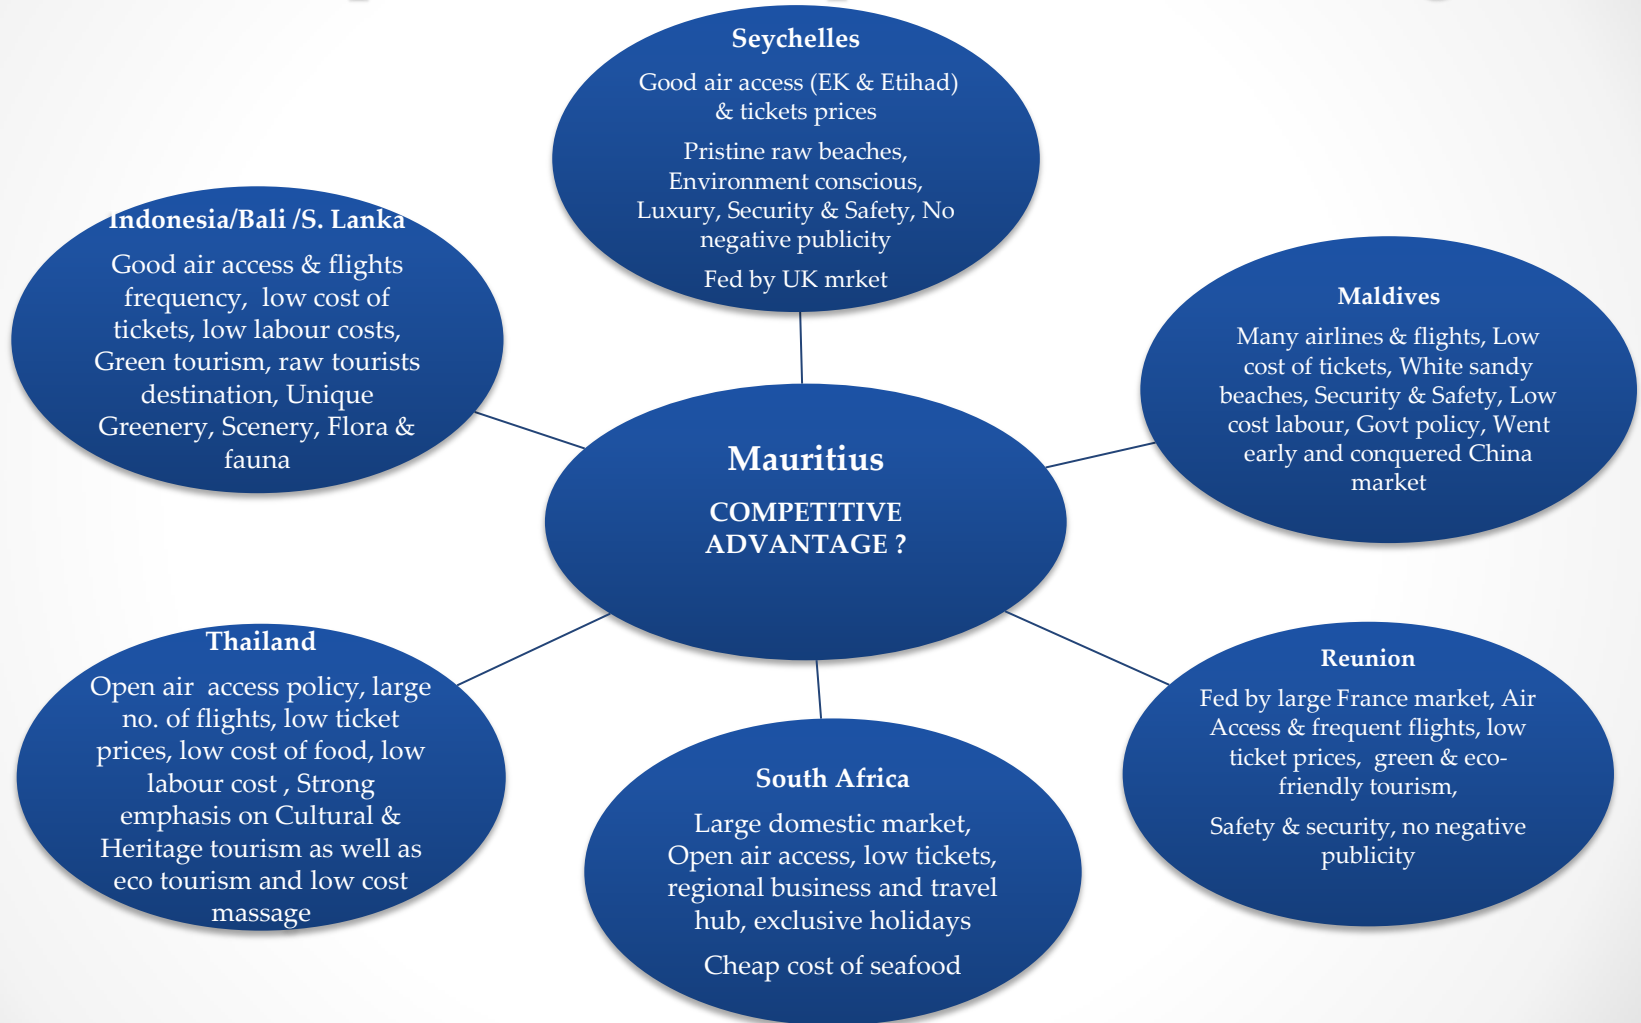 Seychelles
Good air access (EK & Etihad)
& tickets prices
Pristine raw beaches,
Environment conscious,
Luxury, Security & Safety, No
negative publicity
Fed by UK mrket
Indonesia/Bali /S. Lanka
Good air access & flights
frequency, low cost of
tickets, low labour costs,
Green tourism, raw tourists
destination, Unique
Greenery, Scenery, Flora &
fauna
Maldives
Many airlines & flights, Low
cost of tickets, White sandy
beaches, Security & Safety, Low
cost labour, Govt policy, Went
early and conquered China
market
Mauritius
COMPETITIVE
ADVANTAGE ?
Thailand
Open air access policy, large
no. of flights, low ticket
prices, low cost of food, low
labour cost , Strong
emphasis on Cultural &
Heritage tourism as well as
eco tourism and low cost
massage
South Africa
Large domestic market,
Open air access, low tickets,
regional business and travel
hub, exclusive holidays
Cheap cost of seafood
Reunion
Fed by large France market, Air
Access & frequent flights, low
ticket prices, green & eco-
friendly tourism,
Safety & security, no negative
publicity